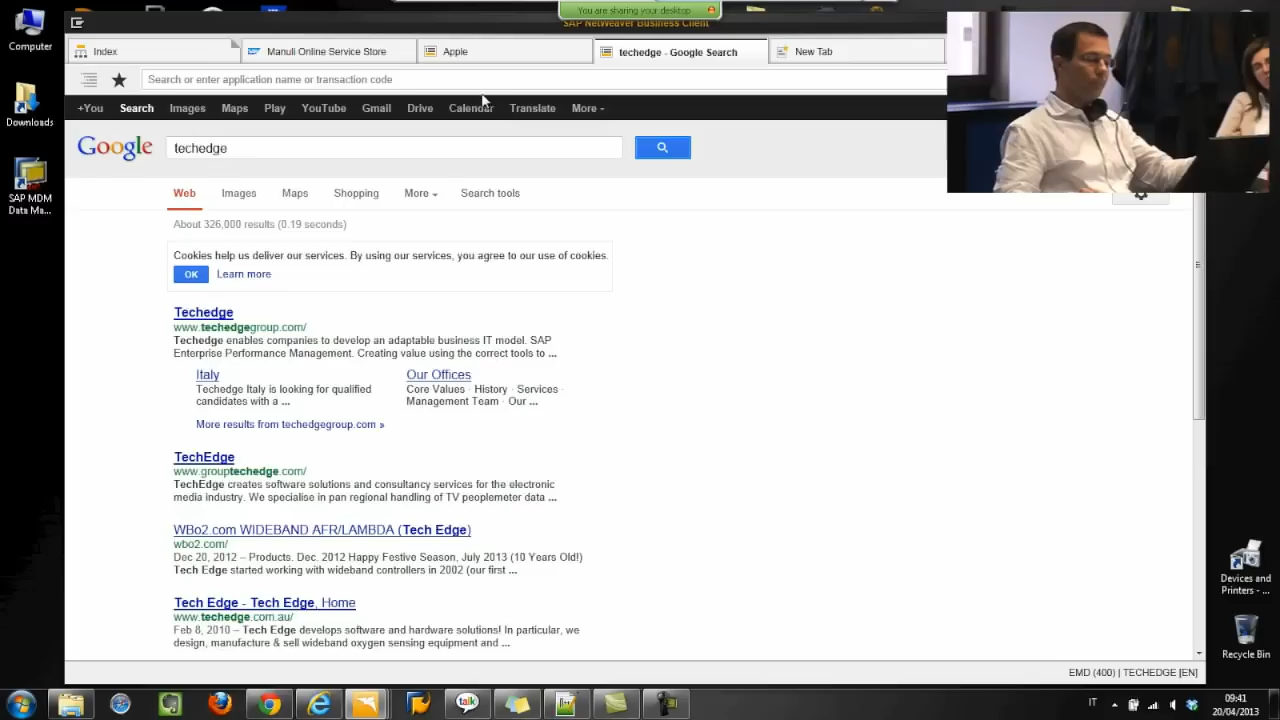 You are sharing your desktop
SAP NetWeaver Business Client
Computer
Index
Manuli Online Service Store
Apple
techedge - Google Search
New Tab
Search or enter application name or transaction code
+You Search Images Maps Play YouTube Gmail Drive Calendar Translate More
Downloads
Google
techedge
Web Images Maps Shopping More Search tools
SAP MDM
Data Ma...
About 326,000 results (0.19 seconds)
Cookies help us deliver our services. By using our services, you agree to our use of cookies.
OK Learn more
Techedge
www.techedgegroup.com/
Techedge enables companies to develop an adaptable business IT model. SAP
Enterprise Performance Management. Creating value using the correct tools to ...
Italy
Techedge Italy is looking for qualified
candidates with a ...
Our Offices
Core Values · History · Services ·
Management Team · Our ...
More results from techedgegroup.com »
TechEdge
www.grouptechedge.com/
TechEdge creates software solutions and consultancy services for the electronic
media industry. We specialise in pan regional handling of TV peoplemeter data ...
WBo2.com WIDEBAND AFR/LAMBDA (Tech Edge)
wbo2.com/
Dec 20, 2012 – Products. Dec. 2012 Happy Festive Season, July 2013 (10 Years Old!)
Tech Edge started working with wideband controllers in 2002 (our first ...
Tech Edge - Tech Edge, Home
www.techedge.com.au/
Feb 8, 2010 – Tech Edge develops software and hardware solutions! In particular, we
design, manufacture & sell wideband oxygen sensing equipment and ...
Devices and
Printers - ...
Recycle Bin
EMD (400) | TECHEDGE [EN]
talk
IT
09:41
20/04/2013